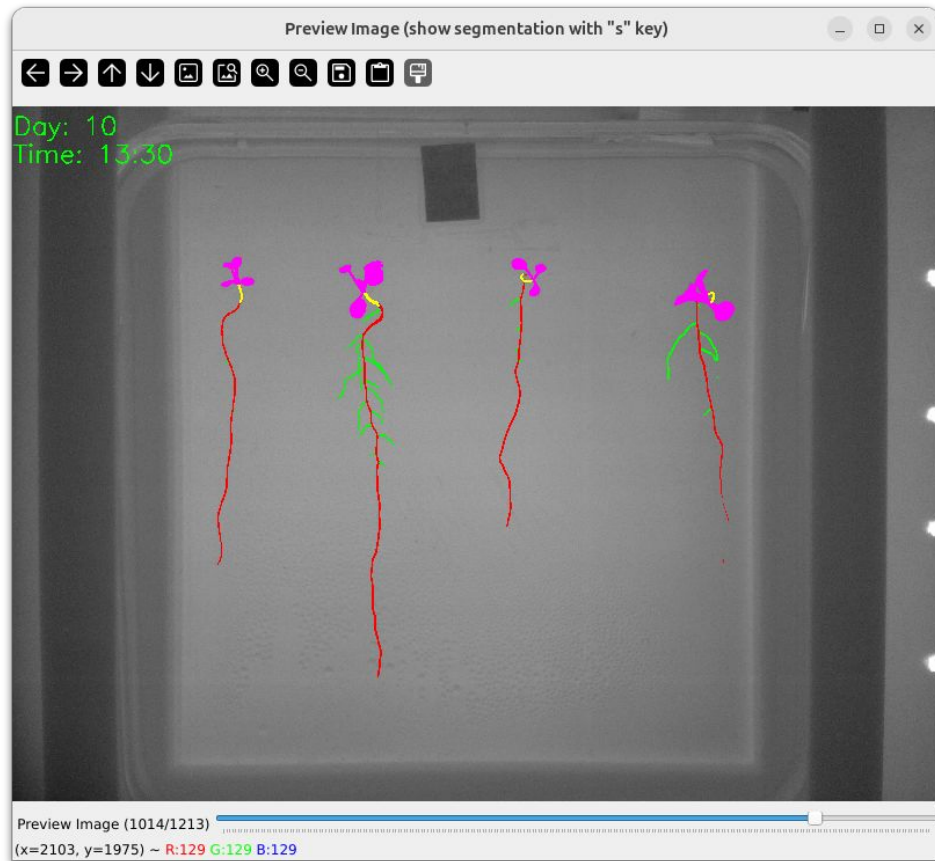 Preview Image (show segmentation with "s" key)
Day: 10
Time: 13:30
Preview Image (1014/1213)
(x=2103, y=1975) ~ R:129 G:129 B:129